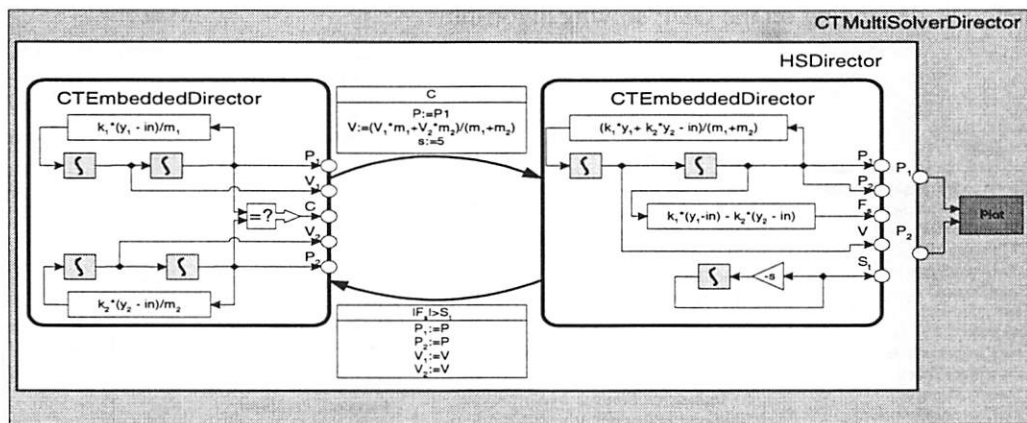 CTMultiSolverDirector
HSDirector
CTEmbeddedDirector
k₁*(y₁ - in)/m₁
∫ ∫
P₁
V₁
=?
C
V₂
∫ ∫
P₂
k₂*(y₂ - in)/m₂
C
P:=P1
V:=(V₁*m₁+V₂*m₂)/(m₁+m₂)
s:=5
|Fₛ|>S₁
P₁:=P
P₂:=P
V₁:=V
V₂:=V
CTEmbeddedDirector
(k₁*y₁+ k₂*y₂ - in)/(m₁+m₂)
∫ ∫
P₁
P₂
k₁*(y₁-in) - k₂*(y₂ - in)
Fₛ
V
∫
-s
S₁
P₁
P₂
Plot